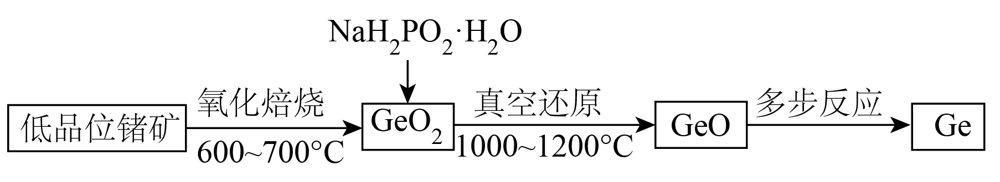 NaH₂PO₂·H₂O
氧化焙烧
真空还原
多步反应
低品位锗矿
GeO₂
GeO
Ge
600~700°C
1000~1200°C